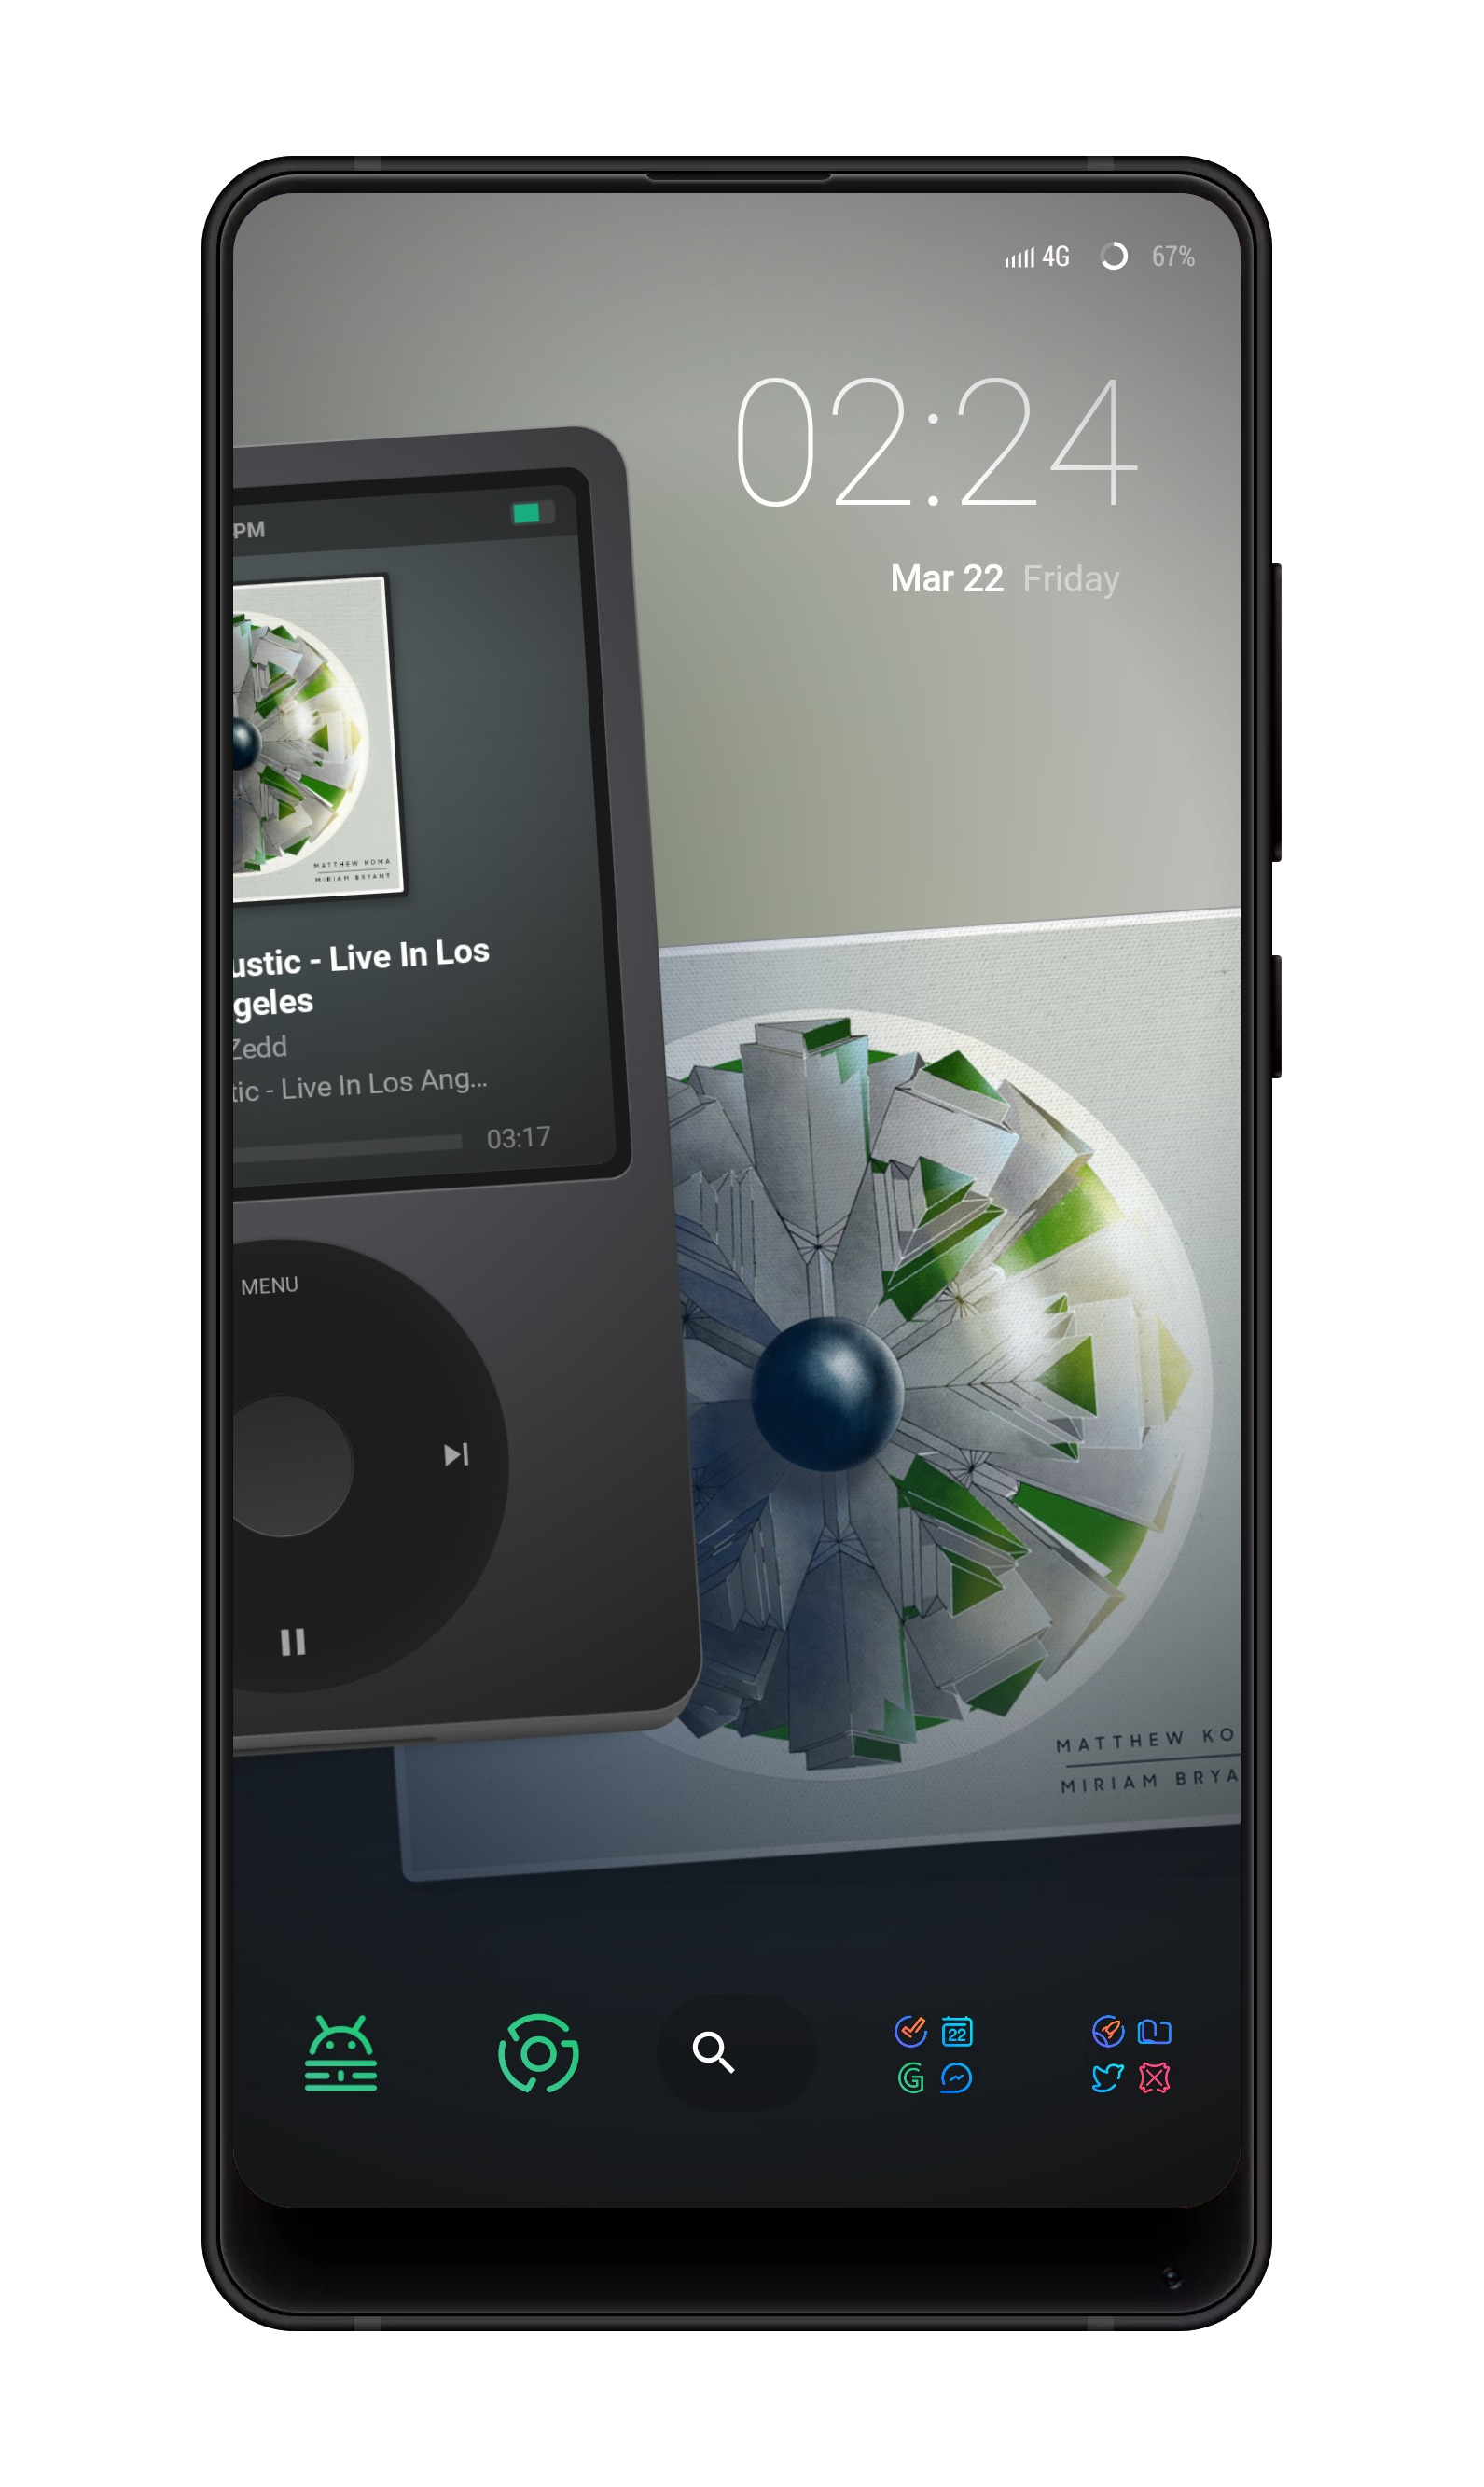 4G 67%
02:24
Mar 22 Friday
PM
MATTHEW KOMA
MIRIAM BRYANT
ustic - Live In Los
geles
Zedd
tic - Live In Los Ang...
03:17
MENU
MATTHEW KO
MIRIAM BRYA
22
G